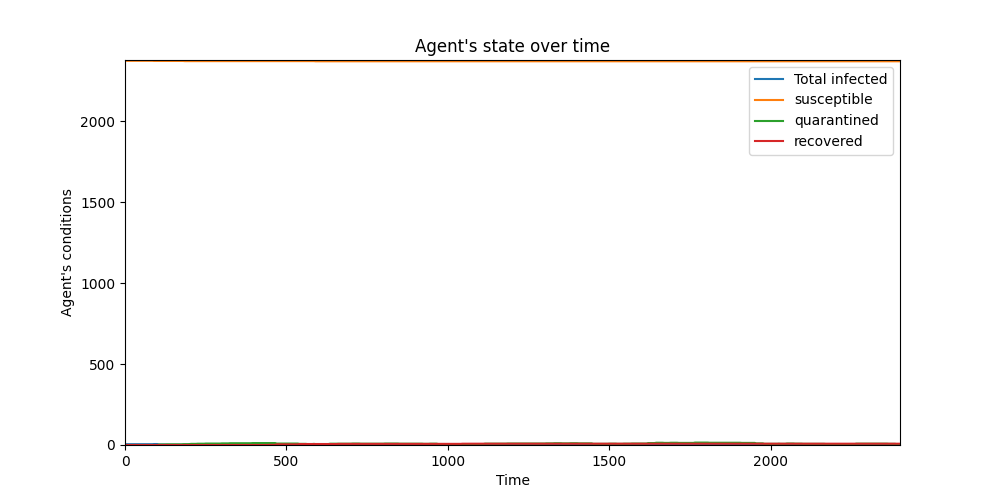 Agent's state over time
Total infected
susceptible
quarantined
recovered
2000
1500
1000
500
0
Agent's conditions
0 500 1000 1500 2000
Time